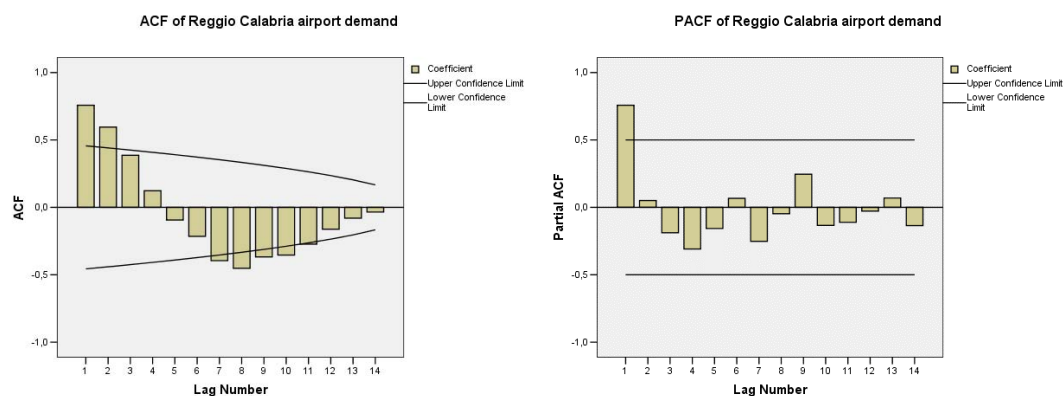 ACF of Reggio Calabria airport demand
1,0
0,5
0,0
-0,5
-1,0
ACF
1 2 3 4 5 6 7 8 9 10 11 12 13 14
Lag Number
Coefficient
Upper Confidence Limit
Lower Confidence
Limit
PACF of Reggio Calabria airport demand
1,0
0,5
0,0
-0,5
-1,0
Partial ACF
1 2 3 4 5 6 7 8 9 10 11 12 13 14
Lag Number
Coefficient
Upper Confidence Limit
Lower Confidence
Limit